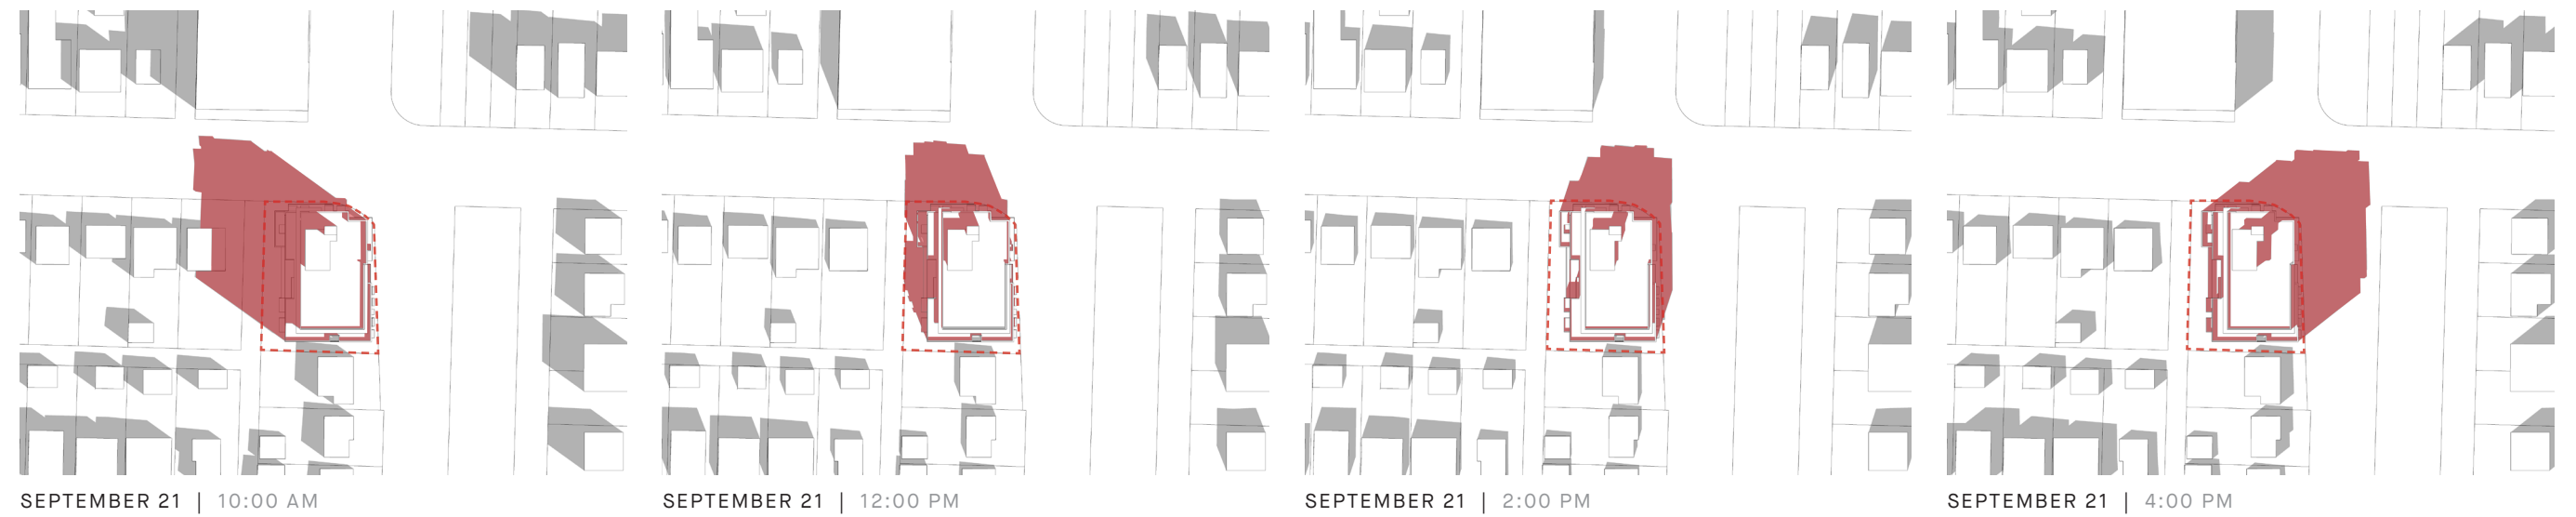 SEPTEMBER 21 | 10:00 AM
SEPTEMBER 21 | 12:00 PM
SEPTEMBER 21 | 2:00 PM
SEPTEMBER 21 | 4:00 PM